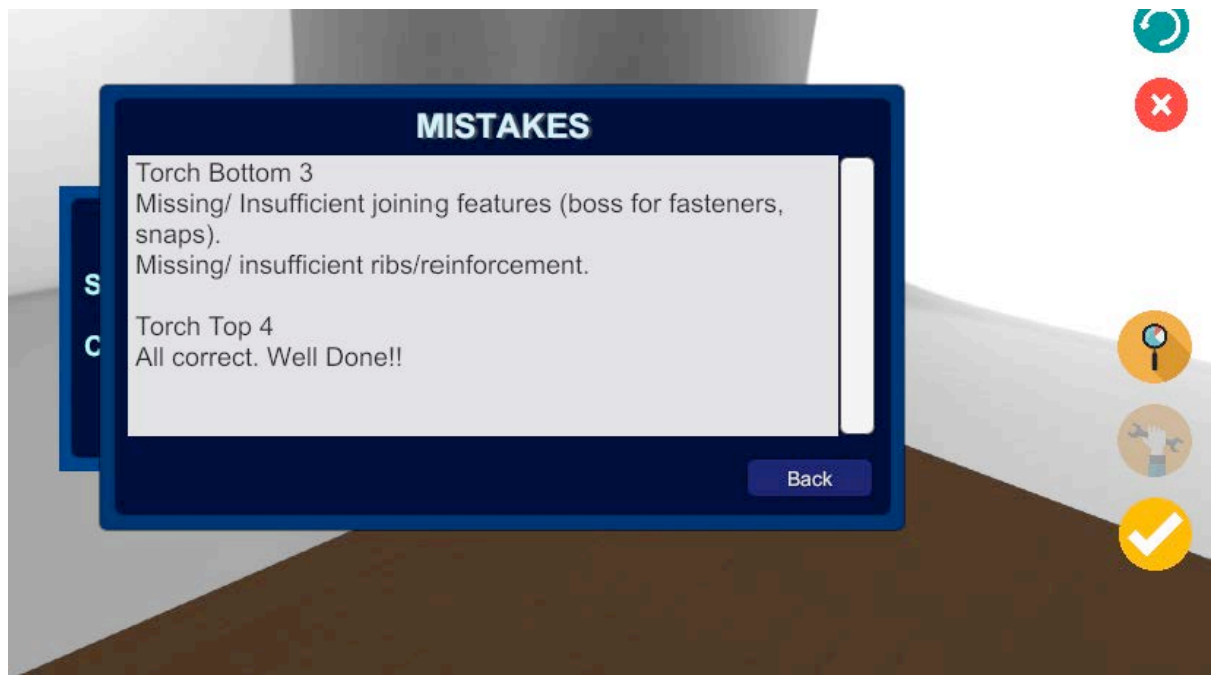 MISTAKES
Torch Bottom 3
Missing/ Insufficient joining features (boss for fasteners,
snaps).
Missing/ insufficient ribs/reinforcement.
Torch Top 4
All correct. Well Done!!
S
C
Back